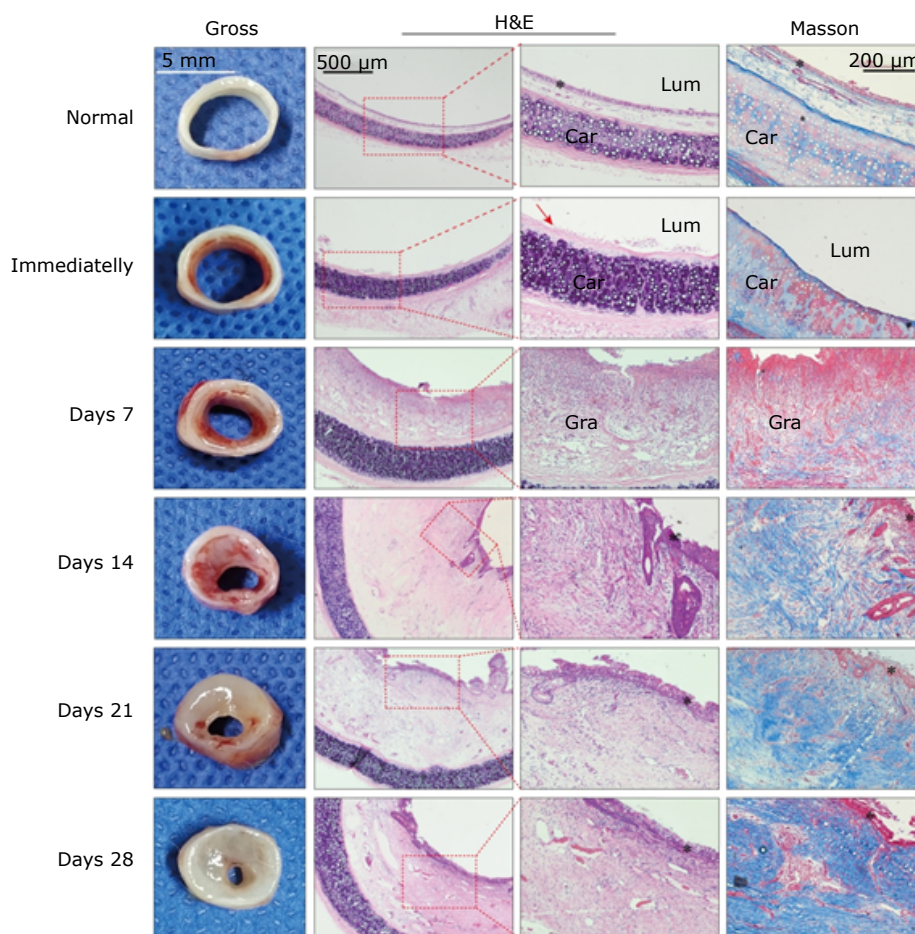 Gross H&E Masson
5 mm 500 μm 200 μm
Normal
* Lum *
Car Car
Immediatelly
Lum Lum
Car Car
Days 7
Gra Gra
Days 14
* *
Days 21
* *
Days 28
* *